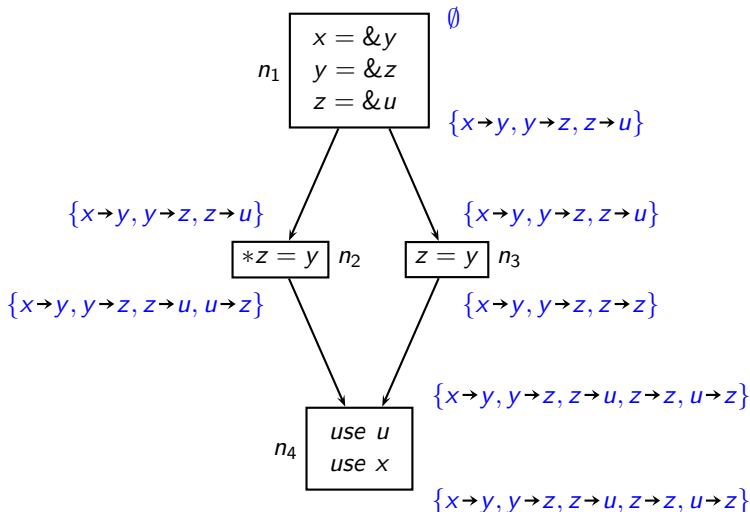 ∅
x = &y
n₁
y = &z
z = &u
{x→y, y→z, z→u}
{x→y, y→z, z→u}
{x→y, y→z, z→u}
*z = y
n₂
z = y
n₃
{x→y, y→z, z→u, u→z}
{x→y, y→z, z→z}
{x→y, y→z, z→u, z→z, u→z}
use u
n₄
use x
{x→y, y→z, z→u, z→z, u→z}